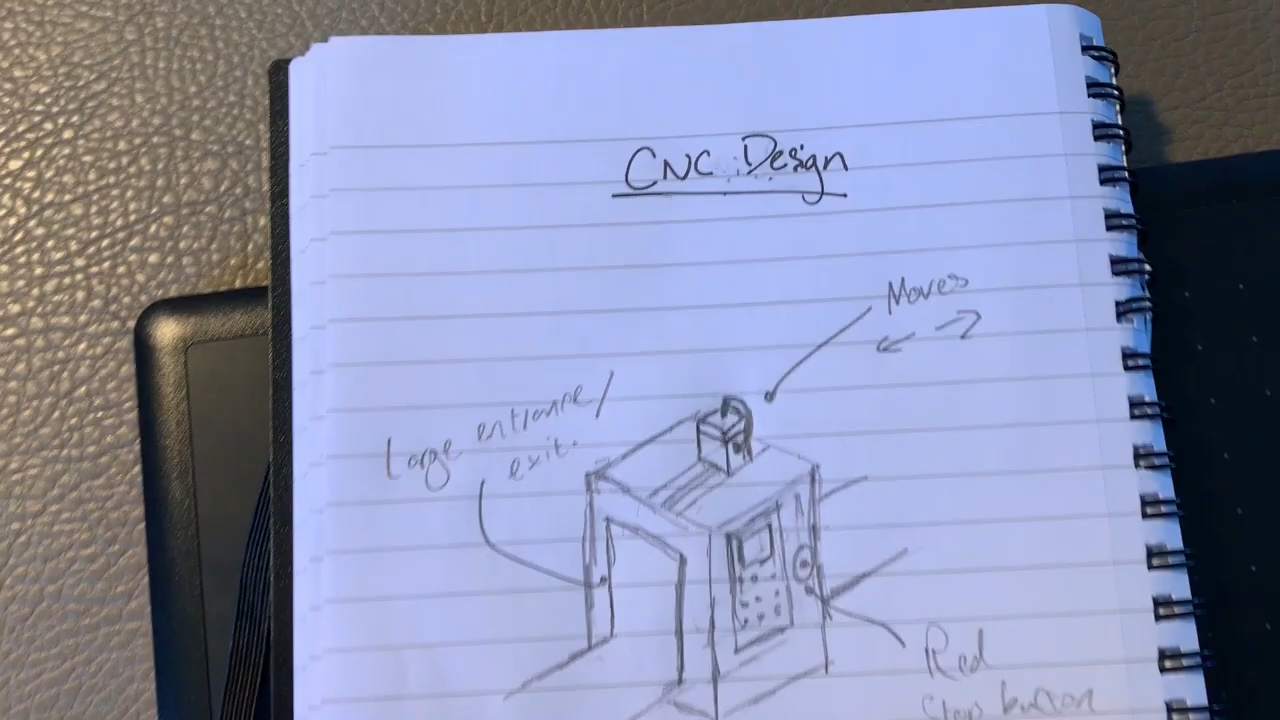 CNC Design
Moves
Large entrance/
exit.
Red
Stop button